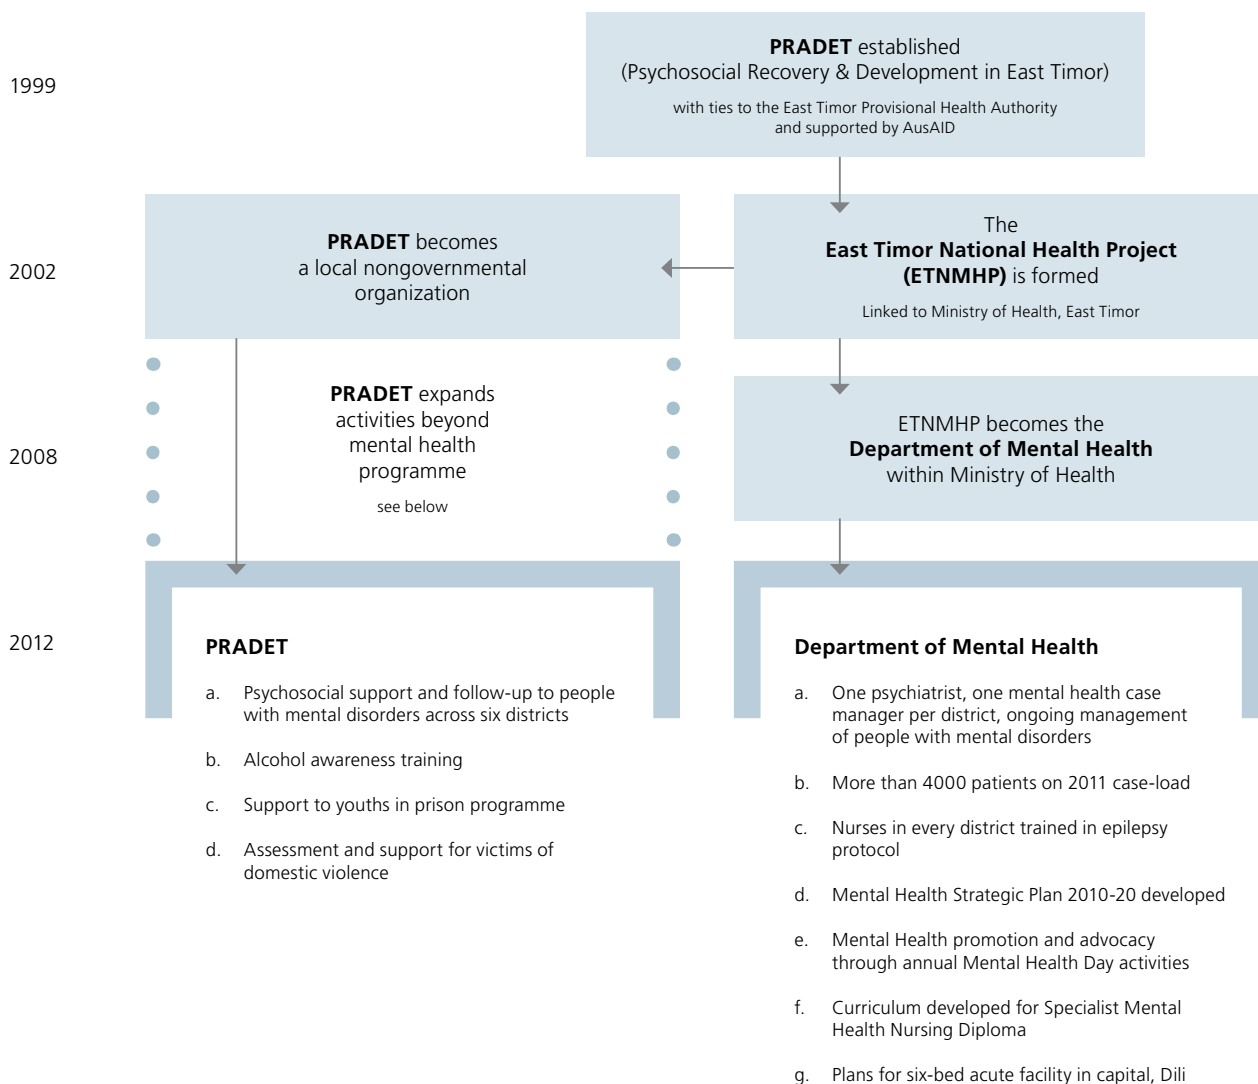 1999
PRADET established
(Psychosocial Recovery & Development in East Timor)
with ties to the East Timor Provisional Health Authority
and supported by AusAID
2002
PRADET becomes
a local nongovernmental
organization
The
East Timor National Health Project
(ETNMHP) is formed
Linked to Ministry of Health, East Timor
2008
PRADET expands
activities beyond
mental health
programme
see below
ETNMHP becomes the
Department of Mental Health
within Ministry of Health
2012
PRADET
a. Psychosocial support and follow-up to people
with mental disorders across six districts
b. Alcohol awareness training
c. Support to youths in prison programme
d. Assessment and support for victims of
domestic violence
Department of Mental Health
a. One psychiatrist, one mental health case
manager per district, ongoing management
of people with mental disorders
b. More than 4000 patients on 2011 case-load
c. Nurses in every district trained in epilepsy
protocol
d. Mental Health Strategic Plan 2010-20 developed
e. Mental Health promotion and advocacy
through annual Mental Health Day activities
f. Curriculum developed for Specialist Mental
Health Nursing Diploma
g. Plans for six-bed acute facility in capital, Dili